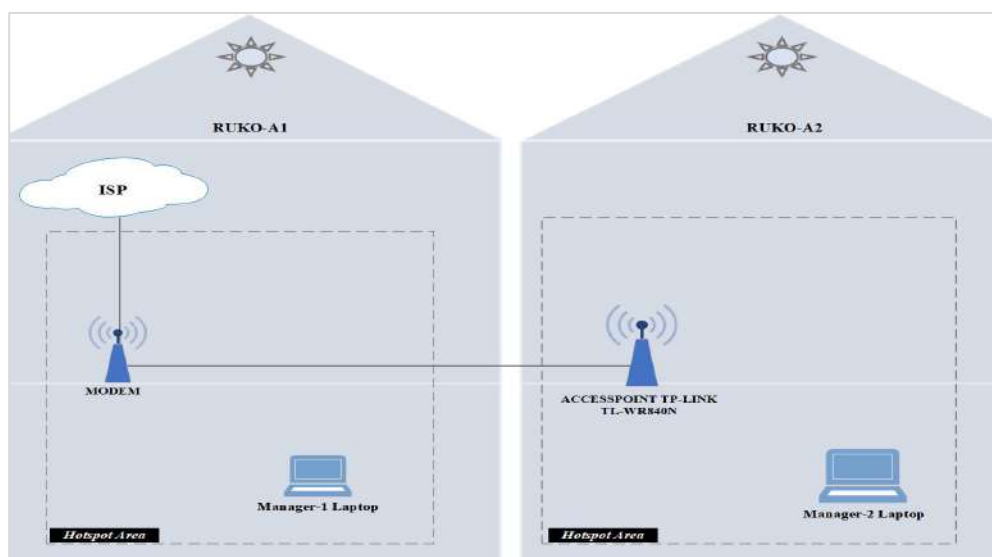 RUKO-A1
RUKO-A2
ISP
MODEM
ACCESSPOINT TP-LINK
TL-WR840N
Manager-1 Laptop
Manager-2 Laptop
Hotspot Area
Hotspot Area